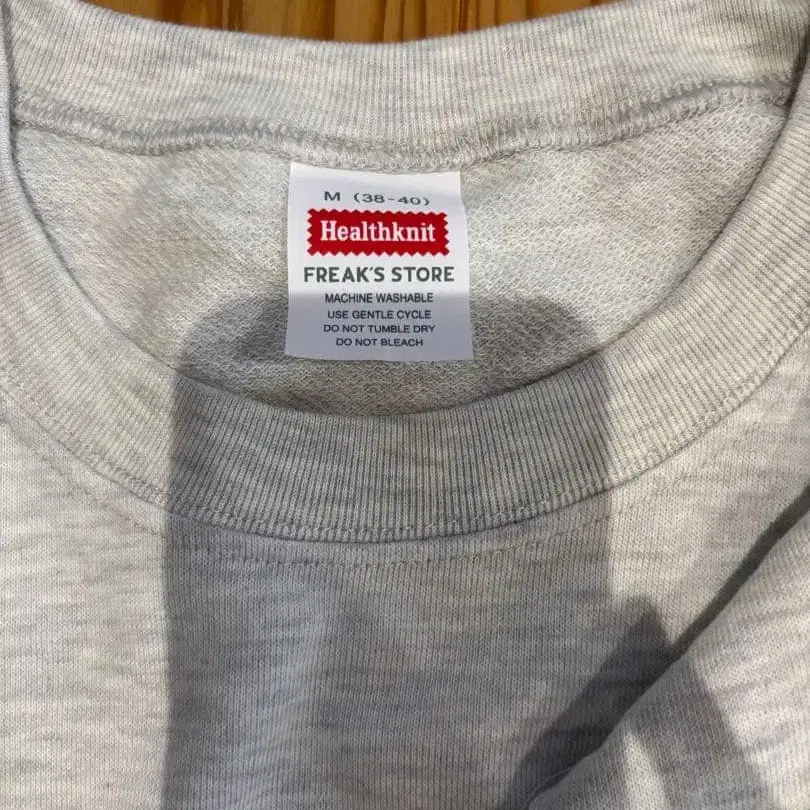 M (38-40)
Healthknit
FREAK'S STORE
MACHINE WASHABLE
USE GENTLE CYCLE
DO NOT TUMBLE DRY
DO NOT BLEACH